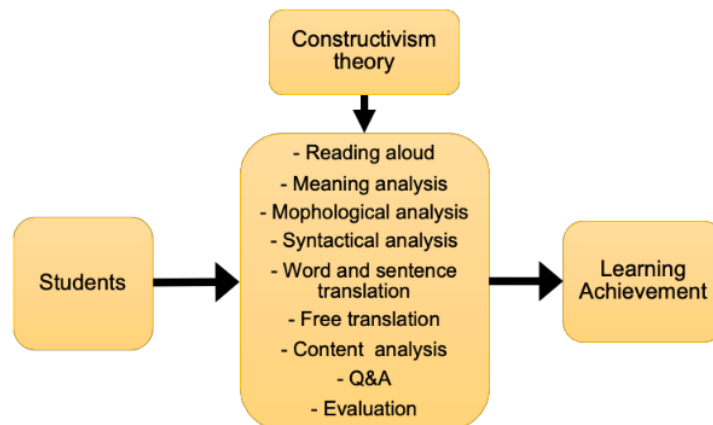 Constructivism
theory
- Reading aloud
- Meaning analysis
- Mophological analysis
- Syntactical analysis
- Word and sentence
translation
- Free translation
- Content analysis
- Q&A
- Evaluation
Students
Learning
Achievement